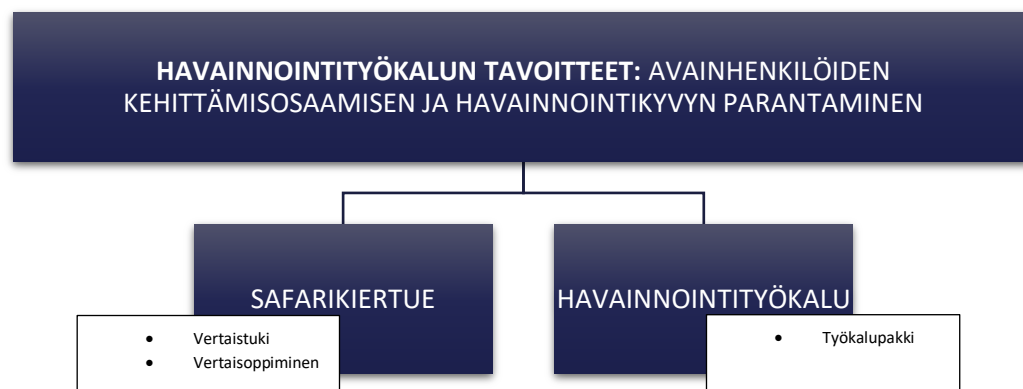 HAVAINNOINTITYÖKALUN TAVOITTEET: AVAINHENKILÖIDEN
KEHITTÄMISOSAAMISEN JA HAVAINNOINTIKYVYN PARANTAMINEN
SAFARIKIERTUE
• Vertaistuki
• Vertaisoppiminen
HAVAINNOINTITYÖKALU
• Työkalupakki